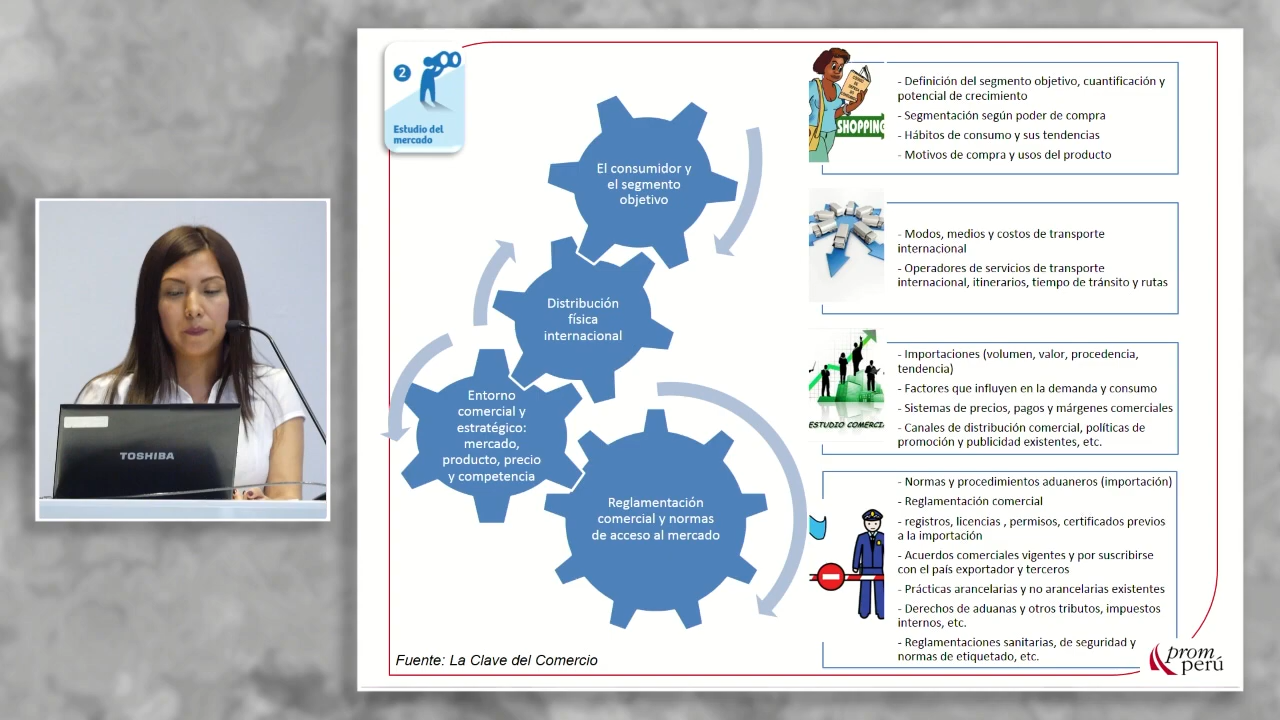 2
Estudio del
mercado
El consumidor y
el segmento
objetivo
Distribución
física
internacional
Entorno
comercial y
estratégico:
mercado,
producto, precio
y competencia
Reglamentación
comercial y normas
de acceso al mercado
SHOPPING
- Definición del segmento objetivo, cuantificación y
potencial de crecimiento
- Segmentación según poder de compra
- Hábitos de consumo y sus tendencias
- Motivos de compra y usos del producto
- Modos, medios y costos de transporte
internacional
- Operadores de servicios de transporte
internacional, itinerarios, tiempo de tránsito y rutas
ESTUDIO COMERCI
- Importaciones (volumen, valor, procedencia,
tendencia)
- Factores que influyen en la demanda y consumo
- Sistemas de precios, pagos y márgenes comerciales
- Canales de distribución comercial, políticas de
promoción y publicidad existentes, etc.
- Normas y procedimientos aduaneros (importación)
- Reglamentación comercial
- registros, licencias , permisos, certificados previos
a la importación
- Acuerdos comerciales vigentes y por suscribirse
con el país exportador y terceros
- Prácticas arancelarias y no arancelarias existentes
- Derechos de aduanas y otros tributos, impuestos
internos, etc.
- Reglamentaciones sanitarias, de seguridad y
normas de etiquetado, etc.
Fuente: La Clave del Comercio
prom
perú
TOSHIBA